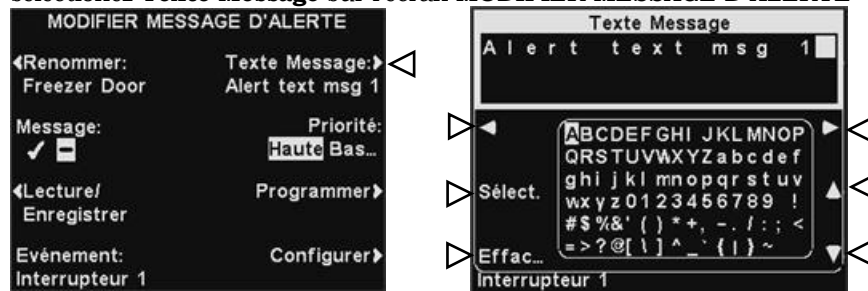 sélectionner Texte Message sur l'écran MODIFIER MESSAGE D'ALERTE
MODIFIER MESSAGE D'ALERTE
Renommer:
Freezer Door
Texte Message:
Alert text msg 1
Message:
Priorité:
Haute Bas...
Lecture/
Enregistrer
Programmer
Evénement:
Interrupteur 1
Configurer
Texte Message
Alert text msg 1
ABCDEFGHIJKLMNOP
QRSTUVWXYZabcdef
ghijklmnopqrstuv
wxyz0123456789 !
#$%&'()*+,-./:;<
=>?@[\]^_`{|}~
Sélect.
Effac...
Interrupteur 1